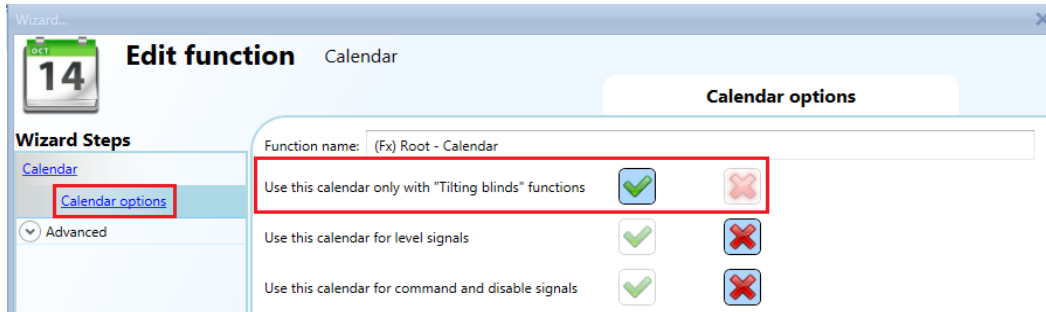 Wizard...
OCT
14
Edit function Calendar
Calendar options
Wizard Steps
Calendar
Calendar options
Advanced
Function name: (Fx) Root - Calendar
Use this calendar only with "Tilting blinds" functions
Use this calendar for level signals
Use this calendar for command and disable signals